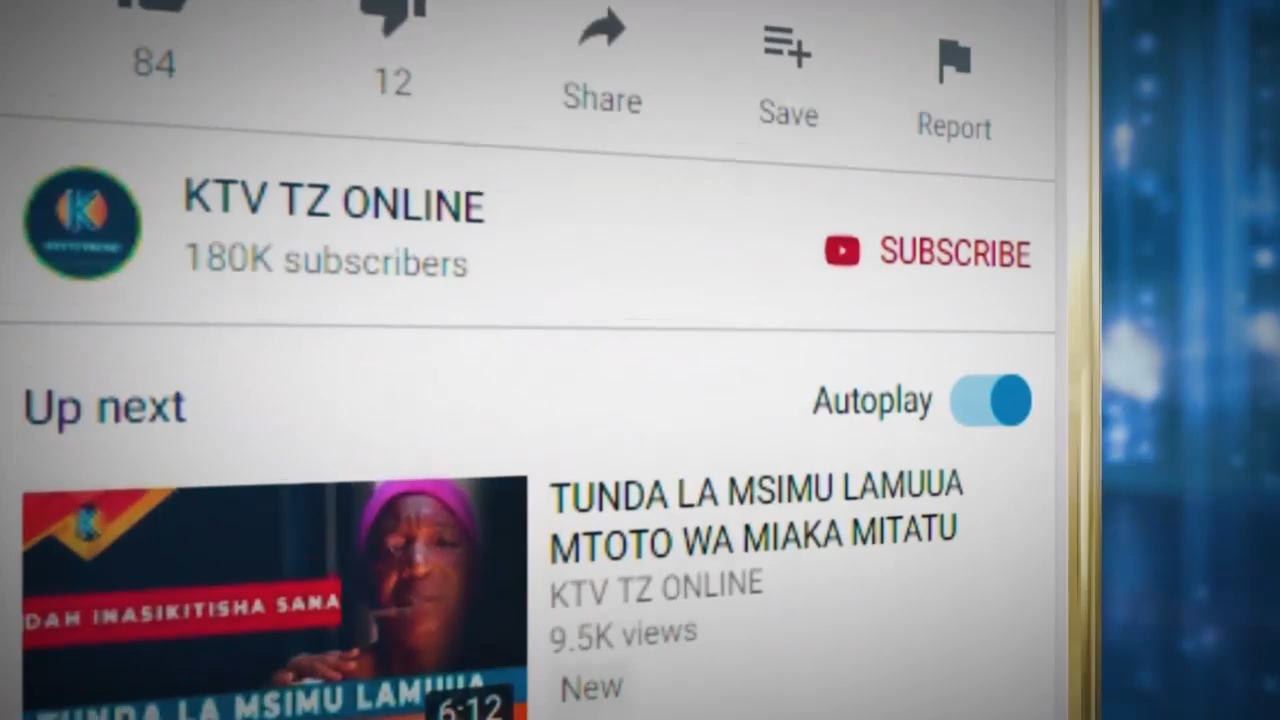 84
12
Share
Save
Report
KTV TZ ONLINE
180K subscribers
SUBSCRIBE
Up next
Autoplay
TUNDA LA MSIMU LAMUUA
MTOTO WA MIAKA MITATU
KTV TZ ONLINE
9.5K views
New
DAH INASIKITISHA SANA
TUNDA LA MSIMU LAMUUA
6:12